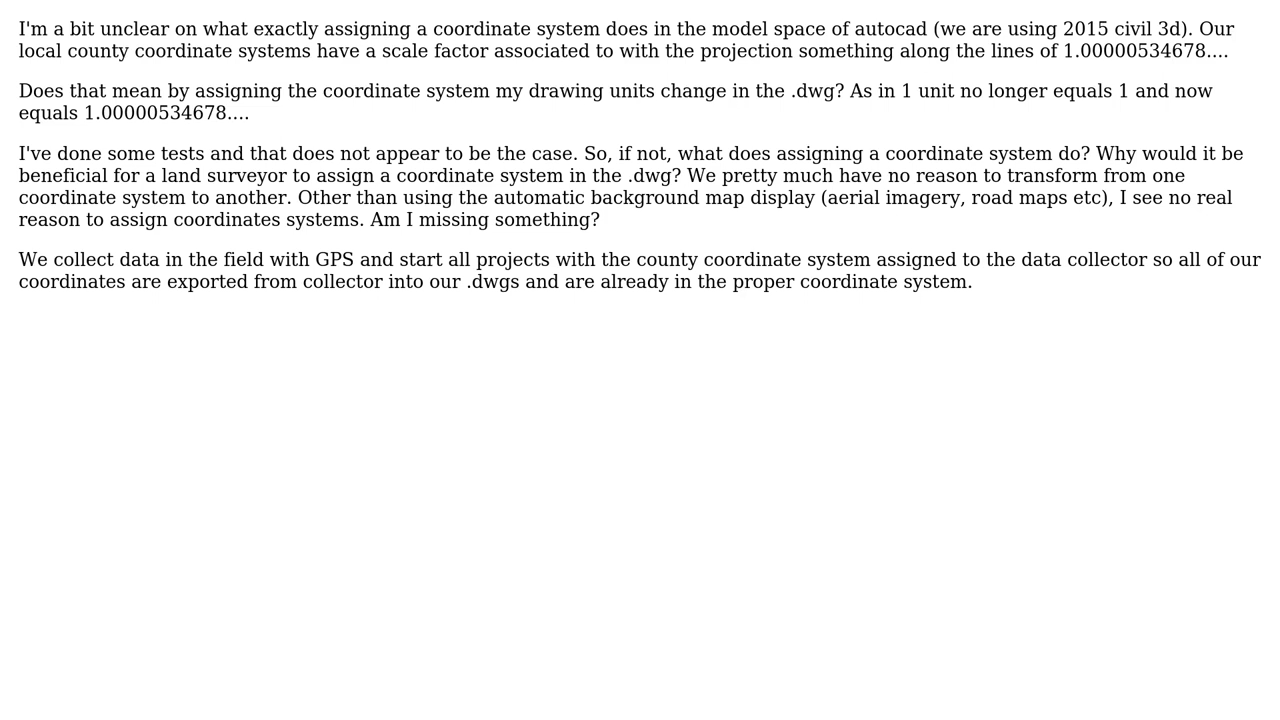 I'm a bit unclear on what exactly assigning a coordinate system does in the model space of autocad (we are using 2015 civil 3d). Our
local county coordinate systems have a scale factor associated to with the projection something along the lines of 1.00000534678....
Does that mean by assigning the coordinate system my drawing units change in the .dwg? As in 1 unit no longer equals 1 and now
equals 1.00000534678....
I've done some tests and that does not appear to be the case. So, if not, what does assigning a coordinate system do? Why would it be
beneficial for a land surveyor to assign a coordinate system in the .dwg? We pretty much have no reason to transform from one
coordinate system to another. Other than using the automatic background map display (aerial imagery, road maps etc), I see no real
reason to assign coordinates systems. Am I missing something?
We collect data in the field with GPS and start all projects with the county coordinate system assigned to the data collector so all of our
coordinates are exported from collector into our .dwgs and are already in the proper coordinate system.